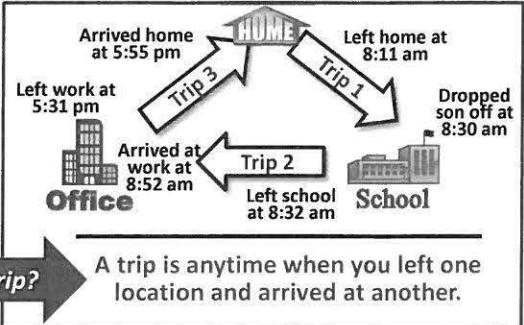 HOME
Arrived home
at 5:55 pm
Left home at
8:11 am
Trip 3
Trip 1
Left work at
5:31 pm
Dropped
son off at
8:30 am
Arrived at
work at
8:52 am
Trip 2
Office
Left school
at 8:32 am
School
rip?
A trip is anytime when you left one
location and arrived at another.